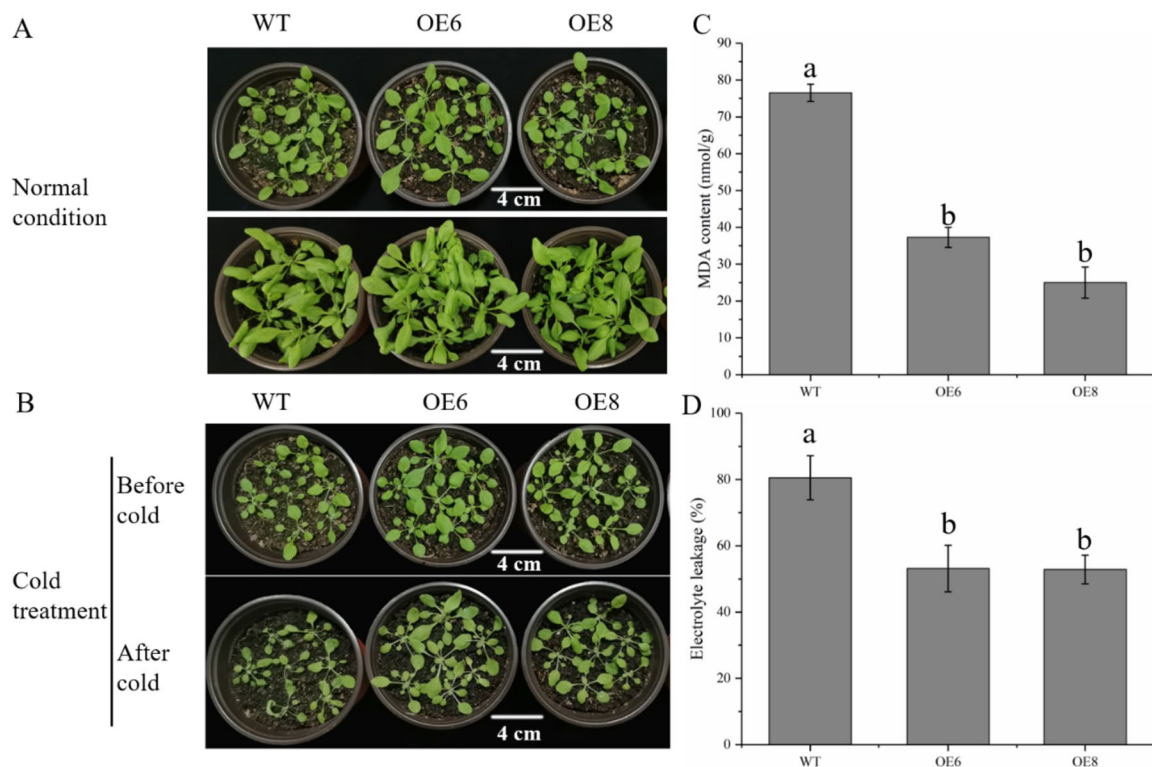 A
WT OE6 OE8
Normal
condition
4 cm
4 cm
B
WT OE6 OE8
Before
cold
Cold
treatment
After
cold
4 cm
4 cm
C
MDA content (nmol/g)
90
80
70
60
50
40
30
20
10
0
a
b
b
WT OE6 OE8
D
Electrolyte leakage (%)
100
80
60
40
20
0
a
b
b
WT OE6 OE8